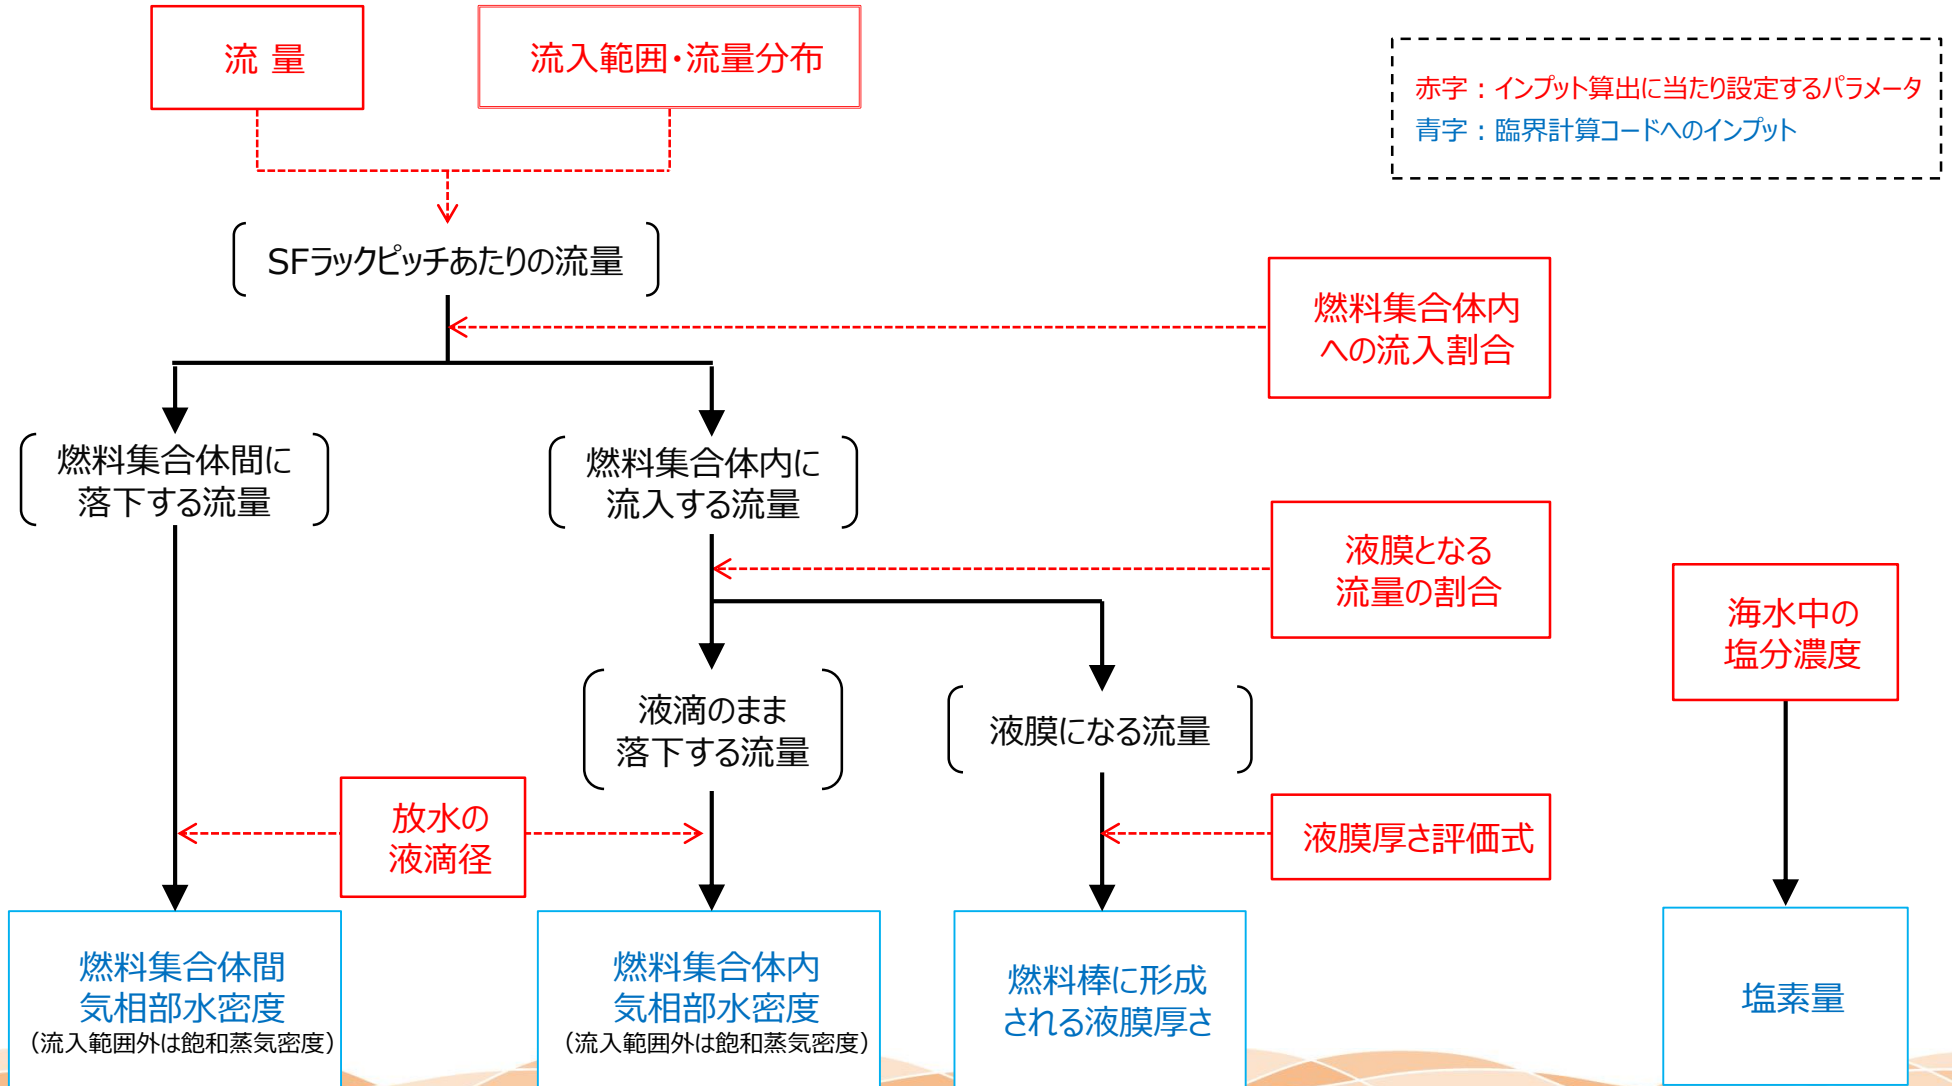 流 量
流入範囲・流量分布
赤字：インプット算出に当たり設定するパラメータ
青字：臨界計算コードへのインプット
SFラックピッチあたりの流量
燃料集合体内
への流入割合
燃料集合体間に
落下する流量
燃料集合体内に
流入する流量
液膜となる
流量の割合
海水中の
塩分濃度
液滴のまま
落下する流量
液膜になる流量
放水の
液滴径
液膜厚さ評価式
燃料集合体間
気相部水密度
（流入範囲外は飽和蒸気密度）
燃料集合体内
気相部水密度
（流入範囲外は飽和蒸気密度）
燃料棒に形成
される液膜厚さ
塩素量